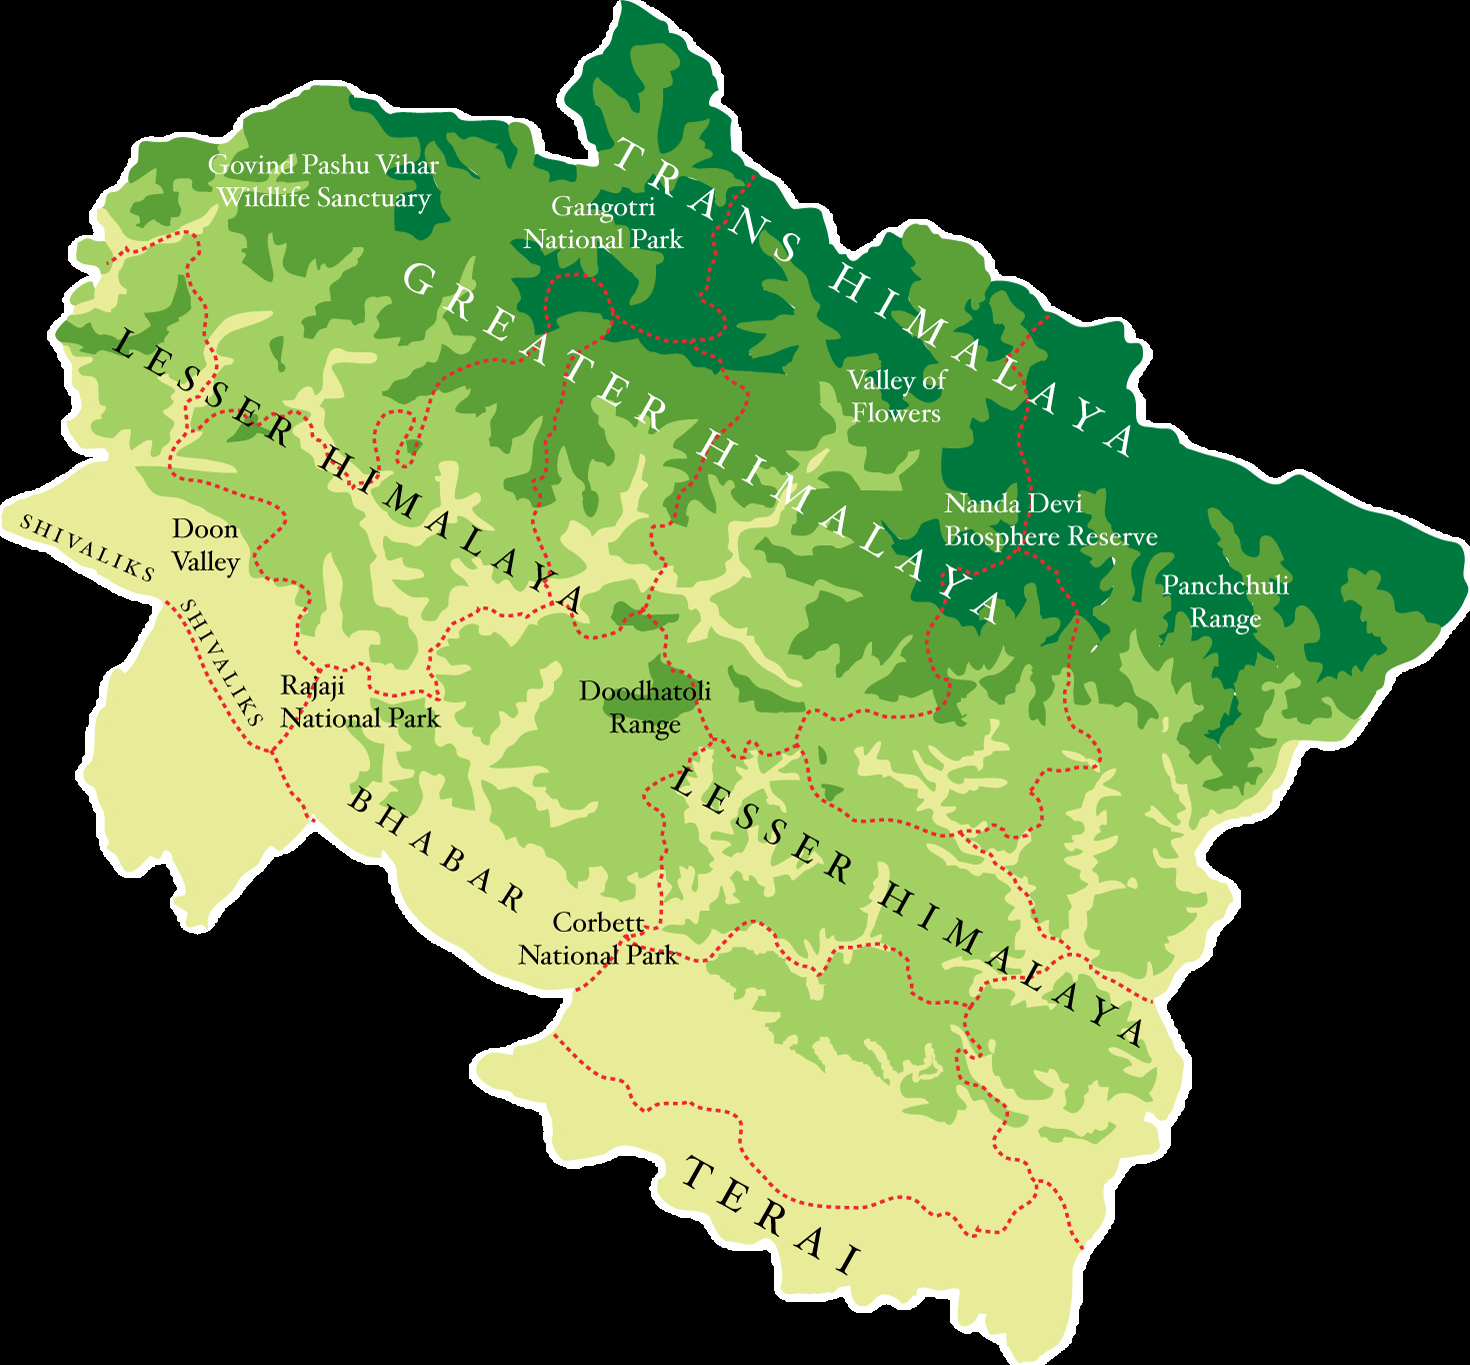 Govind Pashu Vihar
Wildlife Sanctuary
Gangotri
National Park
TRANS HIMALAYA
GREATER HIMALAYA
LESSER HIMALAYA
Valley of
Flowers
Nanda Devi
Biosphere Reserve
Panchchuli
Range
SHIVALIKS
Doon
Valley
SHIVALIKS
Rajaji
National Park
Doodhatoli
Range
LESSER HIMALAYA
BHABAR
Corbett
National Park
TERAI